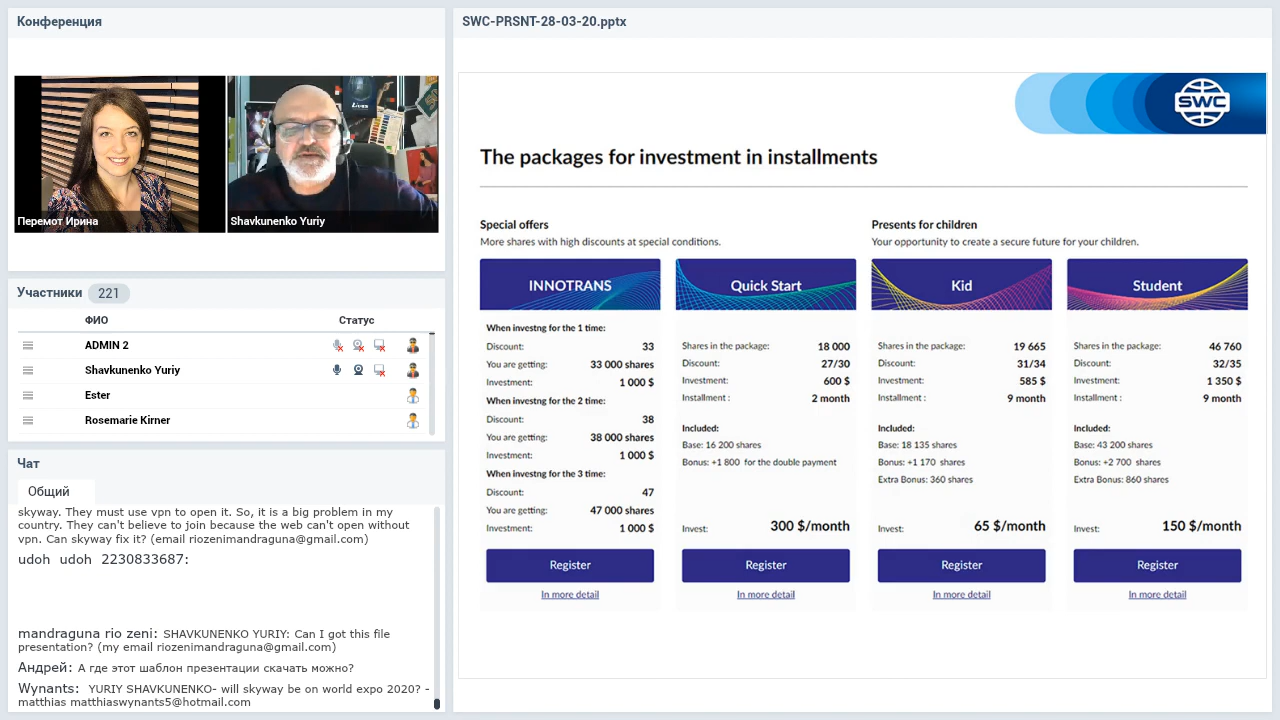 Конференция
Перемот Ирина
Shavkunenko Yuriy
Участники 221
ФИО Статус
ADMIN 2
Shavkunenko Yuriy
Ester
Rosemarie Kirner
Чат
Общий
skyway. They must use vpn to open it. So, it is a big problem in my
country. They can't believe to join because the web can't open without
vpn. Can skyway fix it? (email riozenimandraguna@gmail.com)
udoh udoh 2230833687:
mandraguna rio zeni: SHAVKUNENKO YURIY: Can I got this file
presentation? (my email riozenimandraguna@gmail.com)
Андрей: А где этот шаблон презентации скачать можно?
Wynants: YURIY SHAVKUNENKO- will skyway be on world expo 2020? -
matthias matthiaswynants5@hotmail.com
SWC-PRSNT-28-03-20.pptx
SWC
The packages for investment in installments
Special offers
More shares with high discounts at special conditions.
Presents for children
Your opportunity to create a secure future for your children.
INNOTRANS
When investng for the 1 time:
Discount: 33
You are getting: 33 000 shares
Investment: 1 000 $
When investng for the 2 time:
Discount: 38
You are getting: 38 000 shares
Investment: 1 000 $
When investng for the 3 time:
Discount: 47
You are getting: 47 000 shares
Investment: 1 000 $
Register
In more detail
Quick Start
Shares in the package: 18 000
Discount: 27/30
Investment: 600 $
Installment : 2 month
Included:
Base: 16 200 shares
Bonus: +1 800 for the double payment
Invest: 300 $/month
Register
In more detail
Kid
Shares in the package: 19 665
Discount: 31/34
Investment: 585 $
Installment : 9 month
Included:
Base: 18 135 shares
Bonus: +1 170 shares
Extra Bonus: 360 shares
Invest: 65 $/month
Register
In more detail
Student
Shares in the package: 46 760
Discount: 32/35
Investment: 1 350 $
Installment : 9 month
Included:
Base: 43 200 shares
Bonus: +2 700 shares
Extra Bonus: 860 shares
Invest: 150 $/month
Register
In more detail